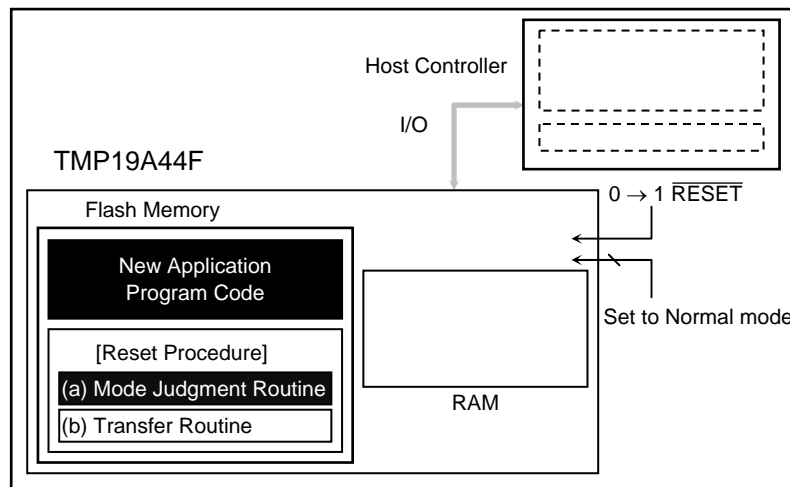 Host Controller
I/O
TMP19A44F
0 → 1 RESET
Flash Memory
New Application
Program Code
Set to Normal mode
[Reset Procedure]
(a) Mode Judgment Routine
(b) Transfer Routine
RAM